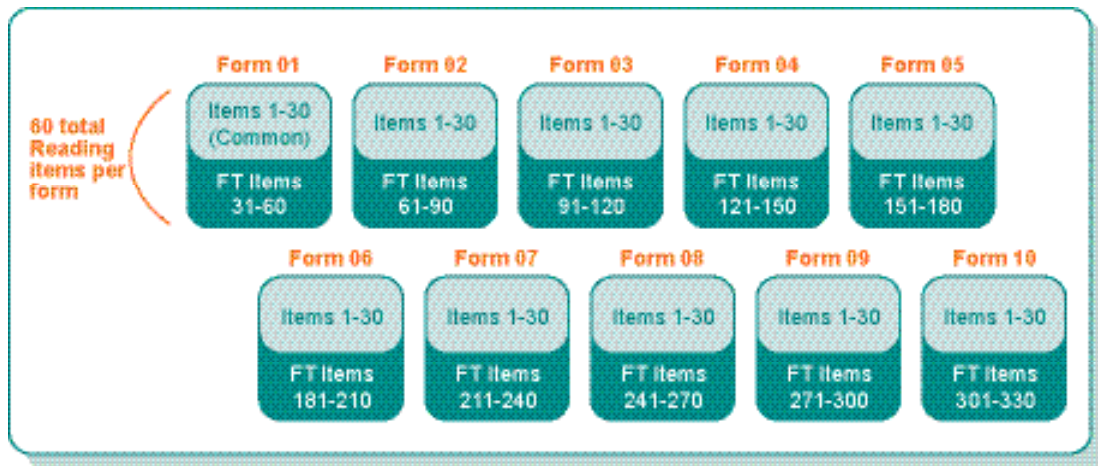 Form 01
Form 02
Form 03
Form 04
Form 05
60 total
Reading
items per
form
Items 1-30
(Common)
FT Items
31-60
Items 1-30
FT Items
61-90
Items 1-30
FT Items
91-120
Items 1-30
FT Items
121-150
Items 1-30
FT Items
151-180
Form 06
Form 07
Form 08
Form 09
Form 10
Items 1-30
FT Items
181-210
Items 1-30
FT Items
211-240
Items 1-30
FT Items
241-270
Items 1-30
FT Items
271-300
Items 1-30
FT Items
301-330